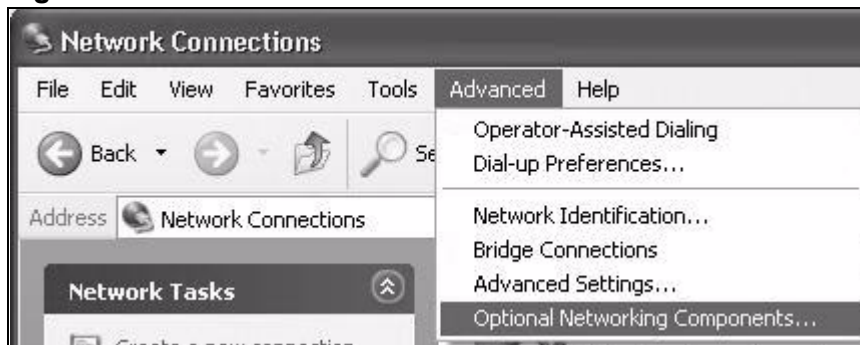 Network Connections
File Edit View Favorites Tools Advanced Help
Back
Operator-Assisted Dialing
Dial-up Preferences...
Address Network Connections
Network Identification...
Bridge Connections
Network Tasks
Advanced Settings...
Optional Networking Components...